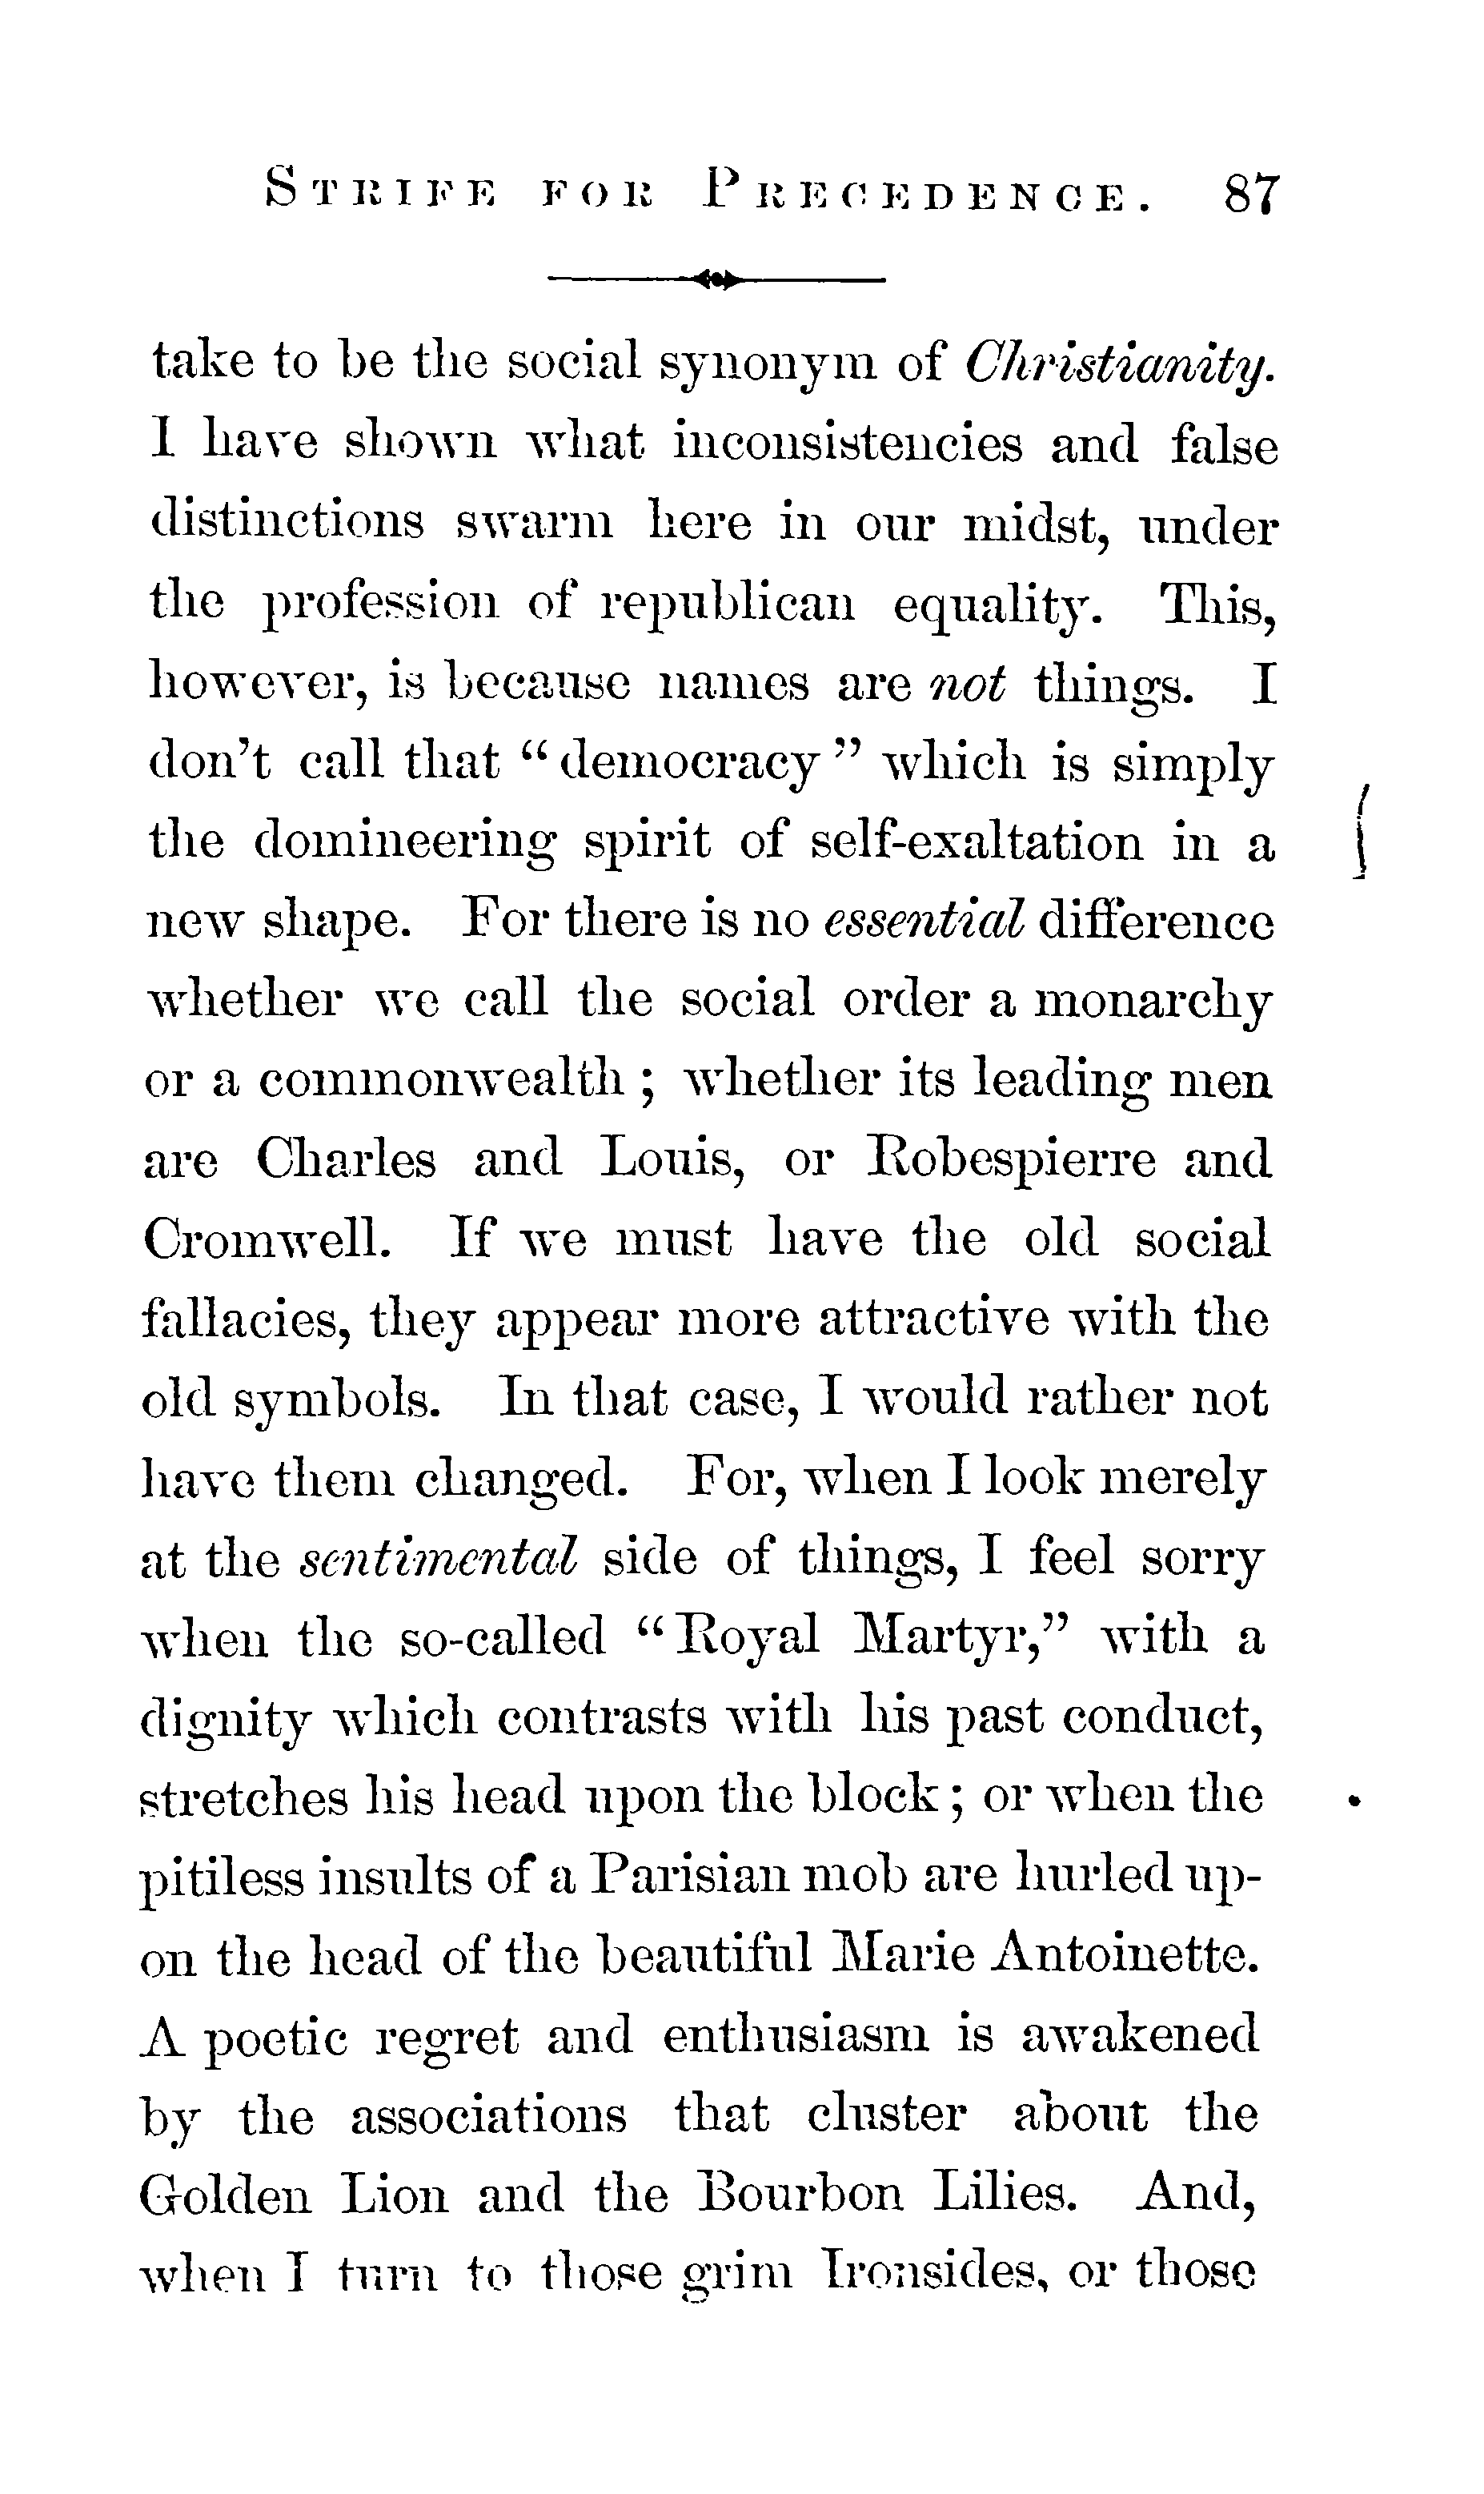 STRIFE FOR PRECEDENCE. 87
take to be the social synonym of Christianity.
I have shown what inconsistencies and false
distinctions swarm here in our midst, under
the profession of republican equality. This,
however, is because names are not things. I
don't call that “democracy” which is simply
the domineering spirit of self-exaltation in a
new shape. For there is no essential difference
whether we call the social order a monarchy
or a commonwealth; whether its leading men
are Charles and Louis, or Robespierre and
Cromwell. If we must have the old social
fallacies, they appear more attractive with the
old symbols. In that case, I would rather not
have them changed. For, when I look merely
at the sentimental side of things, I feel sorry
when the so-called “Royal Martyr,” with a
dignity which contrasts with his past conduct,
stretches his head upon the block; or when the
pitiless insults of a Parisian mob are hurled up-
on the head of the beautiful Marie Antoinette.
A poetic regret and enthusiasm is awakened
by the associations that cluster about the
Golden Lion and the Bourbon Lilies. And,
when I turn to those grim Ironsides, or those